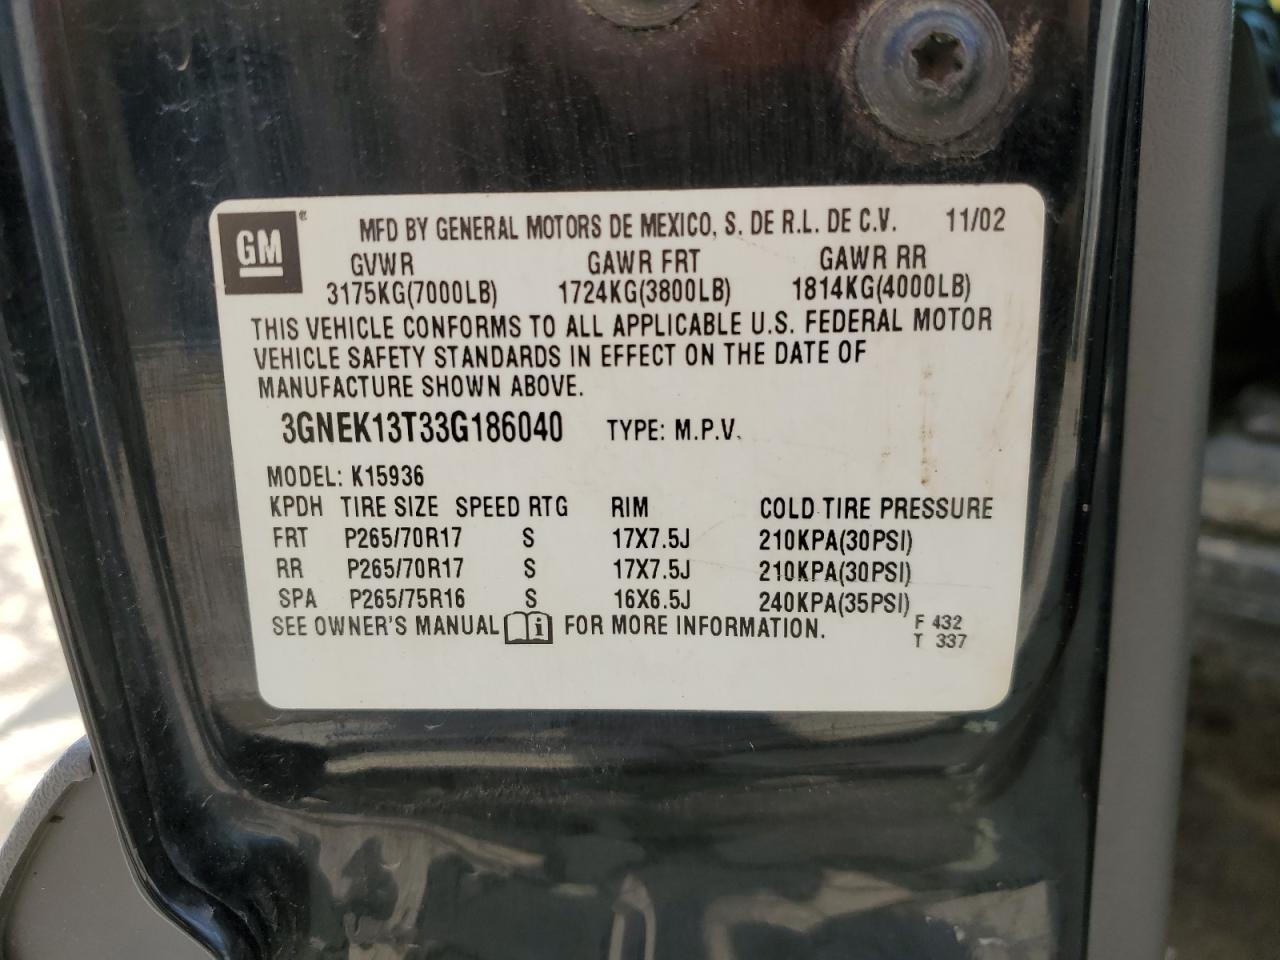 GM® MFD BY GENERAL MOTORS DE MEXICO, S. DE R.L. DE C.V. 11/02
GVWR GAWR FRT GAWR RR
3175KG(7000LB) 1724KG(3800LB) 1814KG(4000LB)
THIS VEHICLE CONFORMS TO ALL APPLICABLE U.S. FEDERAL MOTOR
VEHICLE SAFETY STANDARDS IN EFFECT ON THE DATE OF
MANUFACTURE SHOWN ABOVE.
3GNEK13T33G186040 TYPE: M.P.V.
MODEL: K15936
KPDH TIRE SIZE SPEED RTG RIM COLD TIRE PRESSURE
FRT P265/70R17 S 17X7.5J 210KPA(30PSI)
RR P265/70R17 S 17X7.5J 210KPA(30PSI)
SPA P265/75R16 S 16X6.5J 240KPA(35PSI)
SEE OWNER'S MANUAL i FOR MORE INFORMATION. F 432
T 337